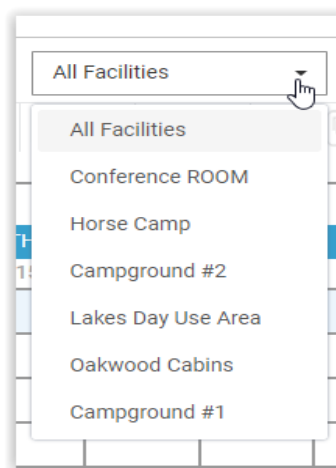 All Facilities
All Facilities
Conference ROOM
Horse Camp
Campground #2
Lakes Day Use Area
Oakwood Cabins
Campground #1